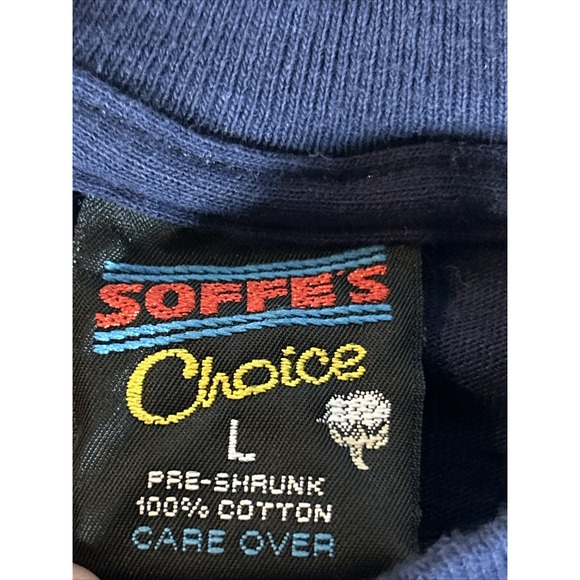 SOFFE'S
Choice
L
PRE-SHRUNK
100% COTTON
CARE OVER